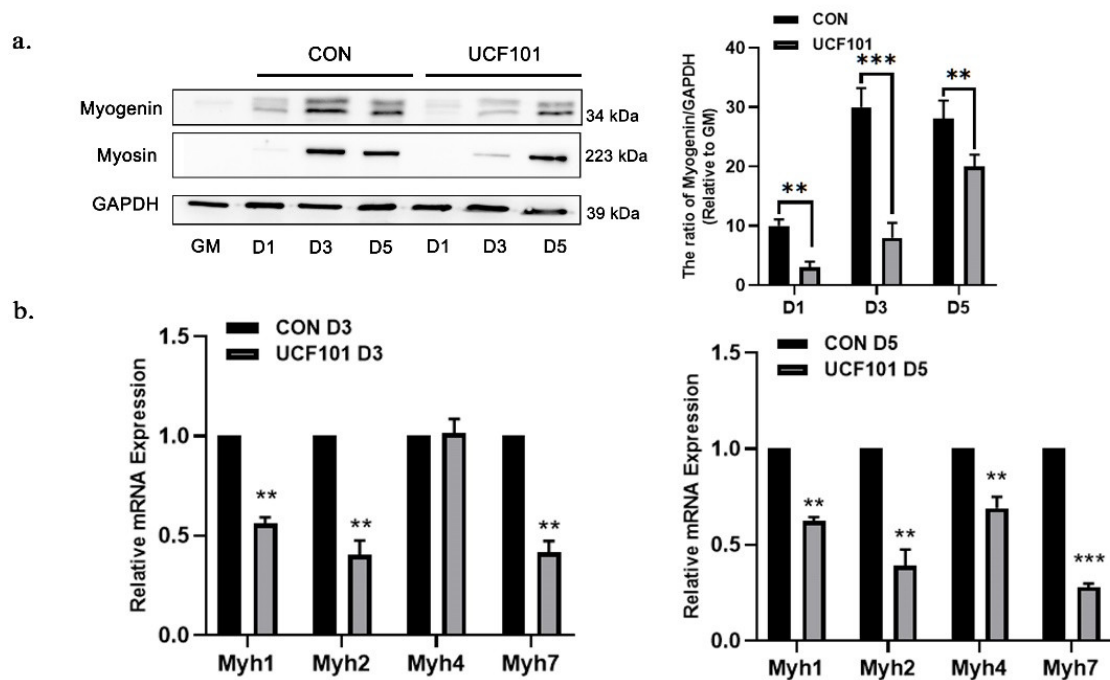 a.
CON UCF101
Myogenin
34 kDa
Myosin
223 kDa
GAPDH
39 kDa
GM D1 D3 D5 D1 D3 D5
CON
UCF101
The ratio of Myogenin/GAPDH
(Relative to GM)
40
30
20
10
0
** *** **
D1 D3 D5
b.
CON D3
UCF101 D3
Relative mRNA Expression
1.5
1.0
0.5
0.0
** ** **
Myh1 Myh2 Myh4 Myh7
CON D5
UCF101 D5
Relative mRNA Expression
1.5
1.0
0.5
0.0
** ** ** ***
Myh1 Myh2 Myh4 Myh7